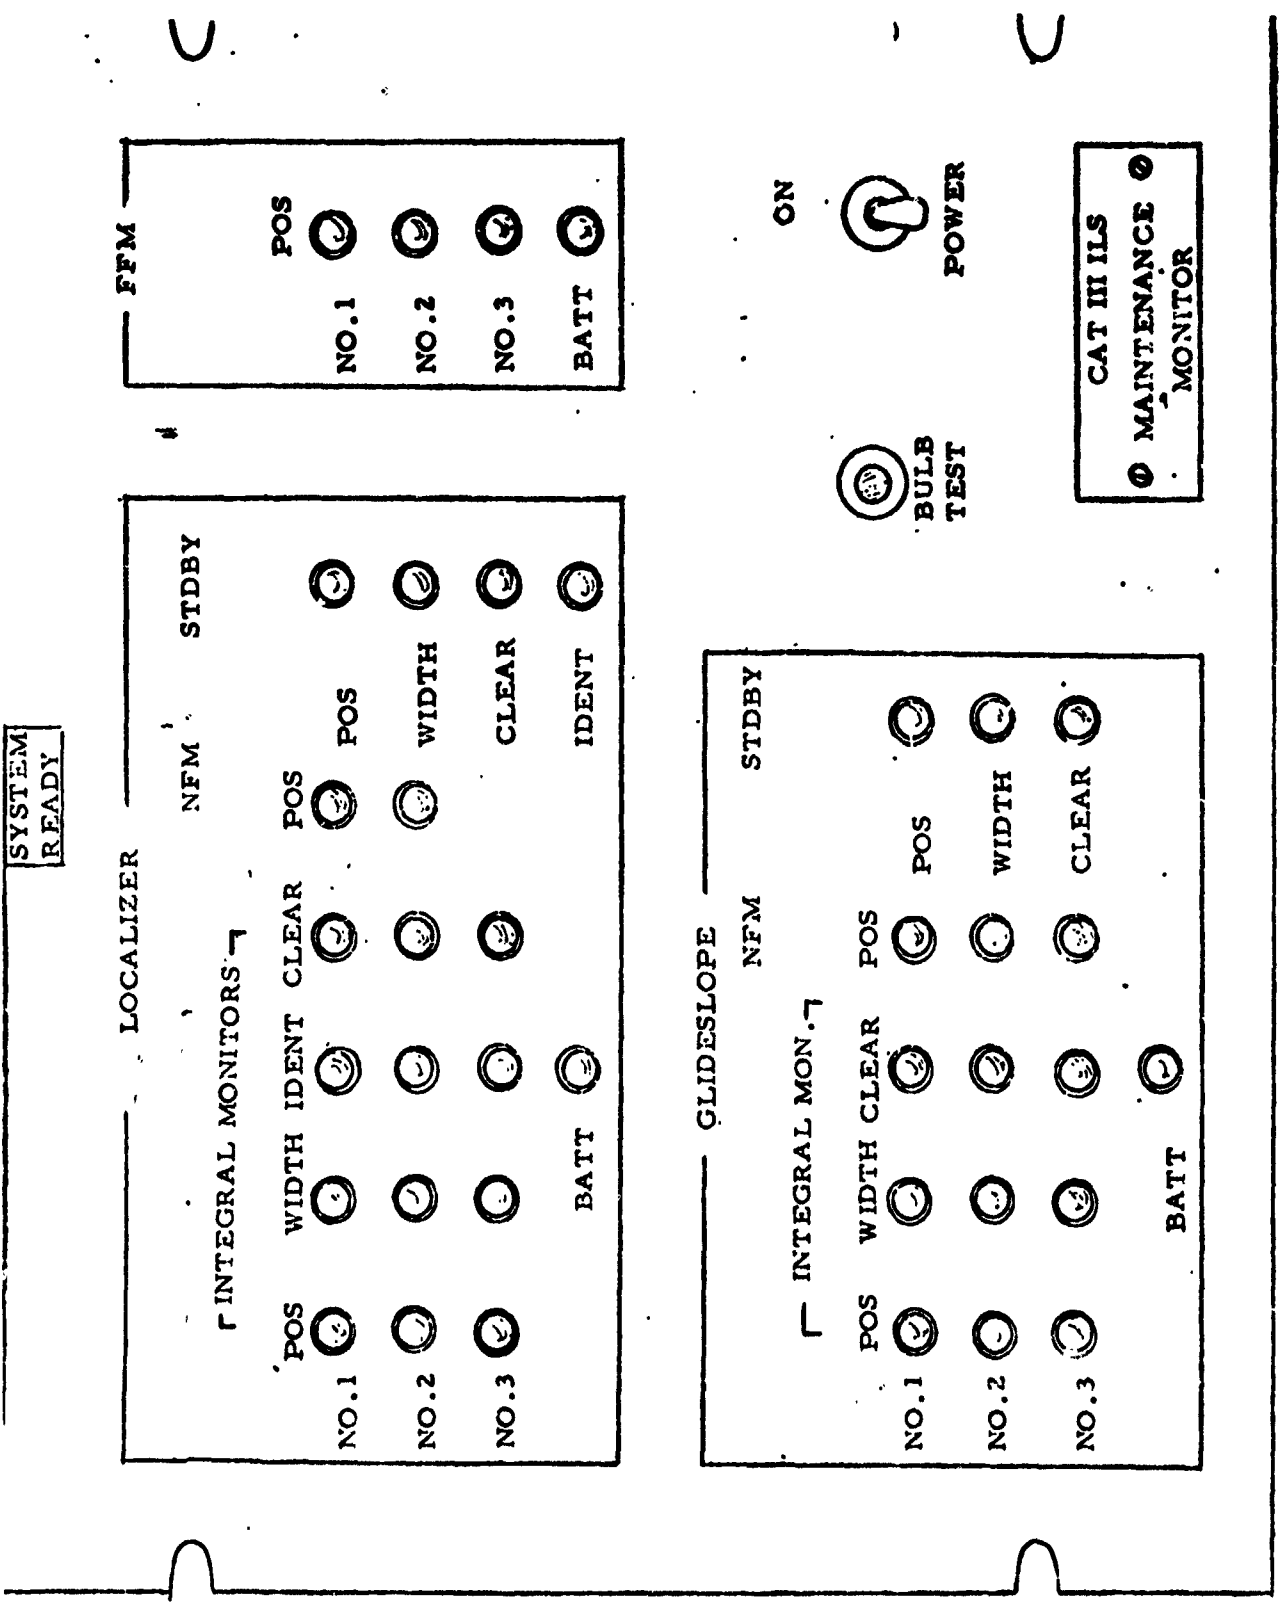 SYSTEM
READY
LOCALIZER
NFM STDBY
INTEGRAL MONITORS
POS WIDTH IDENT CLEAR POS
NO.1 POS
NO.2 WIDTH
NO.3 CLEAR
BATT IDENT
FFM
POS
NO.1
NO.2
NO.3
BATT
GLIDESLOPE
NFM STDBY
INTEGRAL MON.
POS WIDTH CLEAR POS
NO.1 POS
NO.2 WIDTH
NO.3 CLEAR
BATT
BULB
TEST
ON
POWER
CAT III ILS
MAINTENANCE
MONITOR